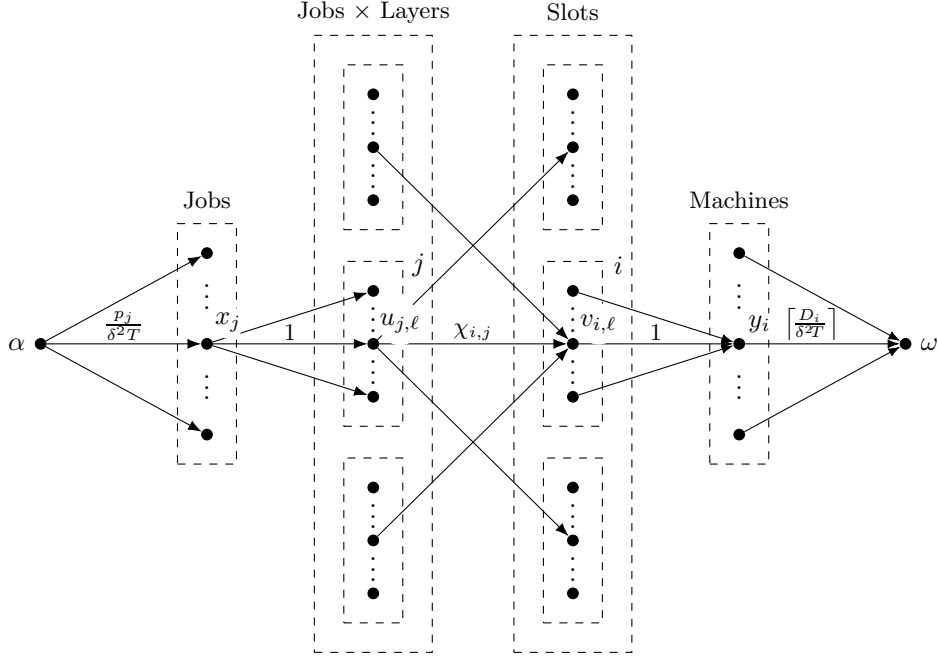 Jobs × Layers
Slots
Jobs
Machines
j
i
p_j/δ²T
x_j
1
u_{j,ℓ}
χ_{i,j}
v_{i,ℓ}
1
y_i
⌈D_i/δ²T⌉
α
ω